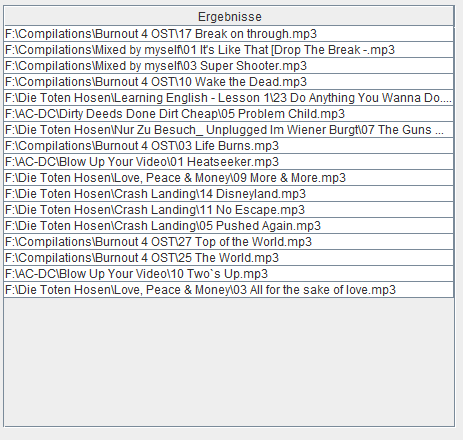 Ergebnisse
F:\Compilations\Burnout 4 OST\17 Break on through.mp3
F:\Compilations\Mixed by myself\01 It's Like That [Drop The Break -.mp3
F:\Compilations\Mixed by myself\03 Super Shooter.mp3
F:\Compilations\Burnout 4 OST\10 Wake the Dead.mp3
F:\Die Toten Hosen\Learning English - Lesson 1\23 Do Anything You Wanna Do....
F:\AC-DC\Dirty Deeds Done Dirt Cheap\05 Problem Child.mp3
F:\Die Toten Hosen\Nur Zu Besuch_ Unplugged Im Wiener Burgt\07 The Guns ...
F:\Compilations\Burnout 4 OST\03 Life Burns.mp3
F:\AC-DC\Blow Up Your Video\01 Heatseeker.mp3
F:\Die Toten Hosen\Love, Peace & Money\09 More & More.mp3
F:\Die Toten Hosen\Crash Landing\14 Disneyland.mp3
F:\Die Toten Hosen\Crash Landing\11 No Escape.mp3
F:\Die Toten Hosen\Crash Landing\05 Pushed Again.mp3
F:\Compilations\Burnout 4 OST\27 Top of the World.mp3
F:\Compilations\Burnout 4 OST\25 The World.mp3
F:\AC-DC\Blow Up Your Video\10 Two`s Up.mp3
F:\Die Toten Hosen\Love, Peace & Money\03 All for the sake of love.mp3